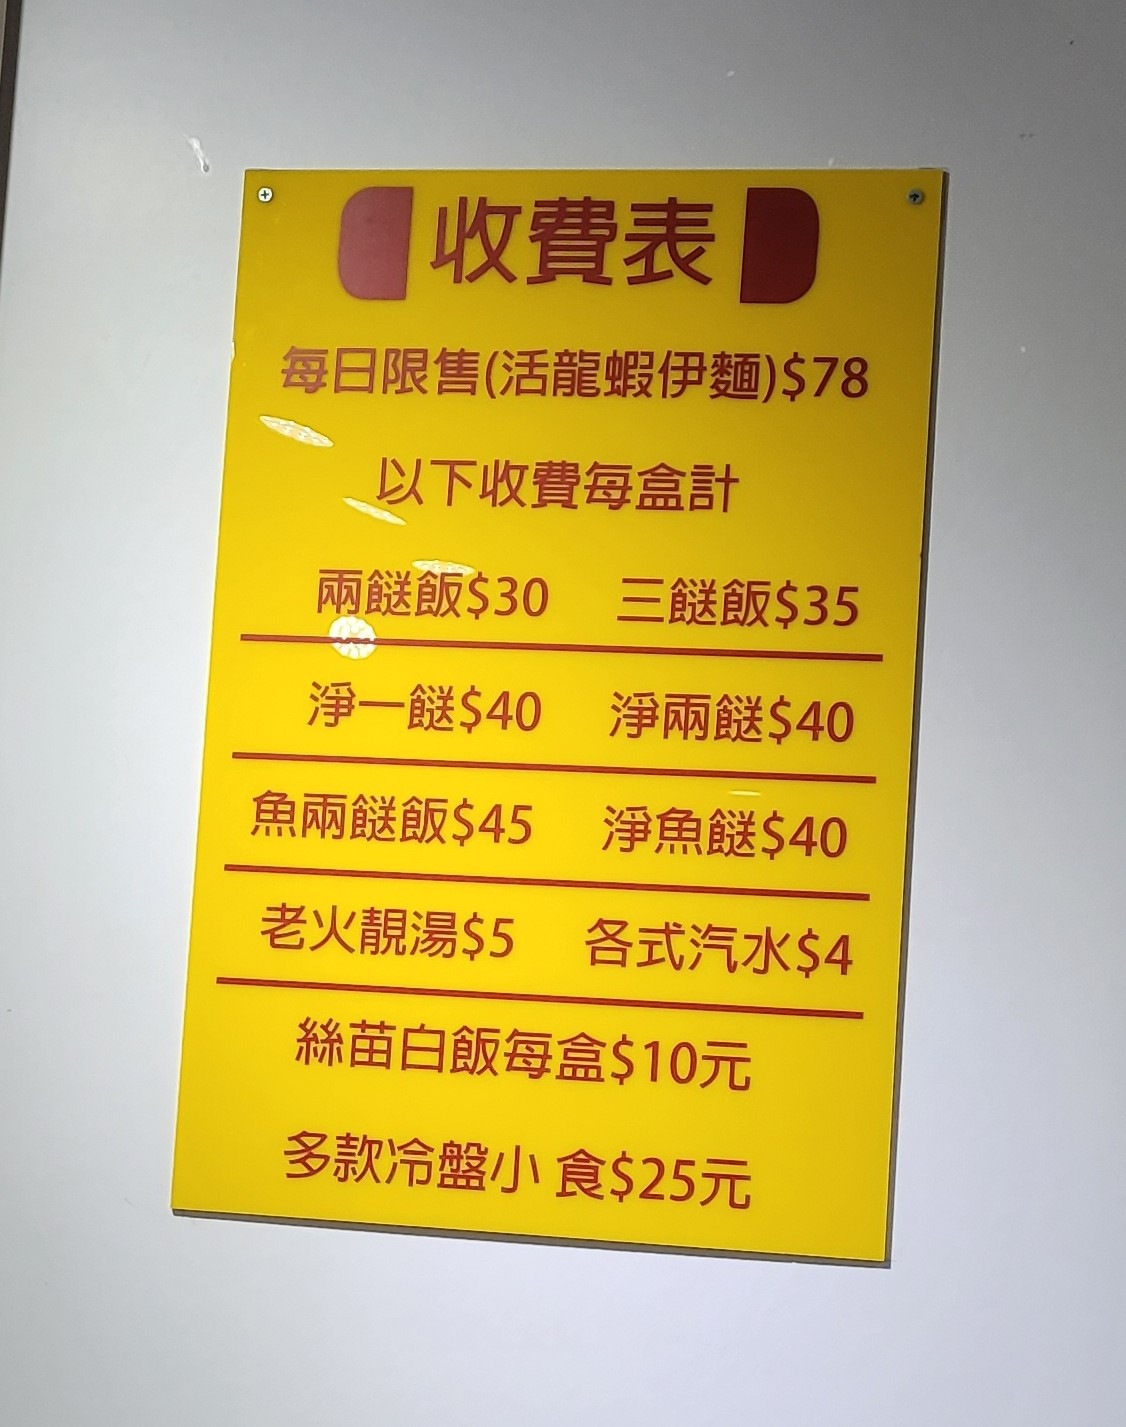 收費表
每日限售(活龍蝦伊麵)$78
以下收費每盒計
兩餸飯$30 三餸飯$35
淨一餸$40 淨兩餸$40
魚兩餸飯$45 淨魚餸$40
老火靚湯$5 各式汽水$4
絲苗白飯每盒$10元
多款冷盤小 食$25元